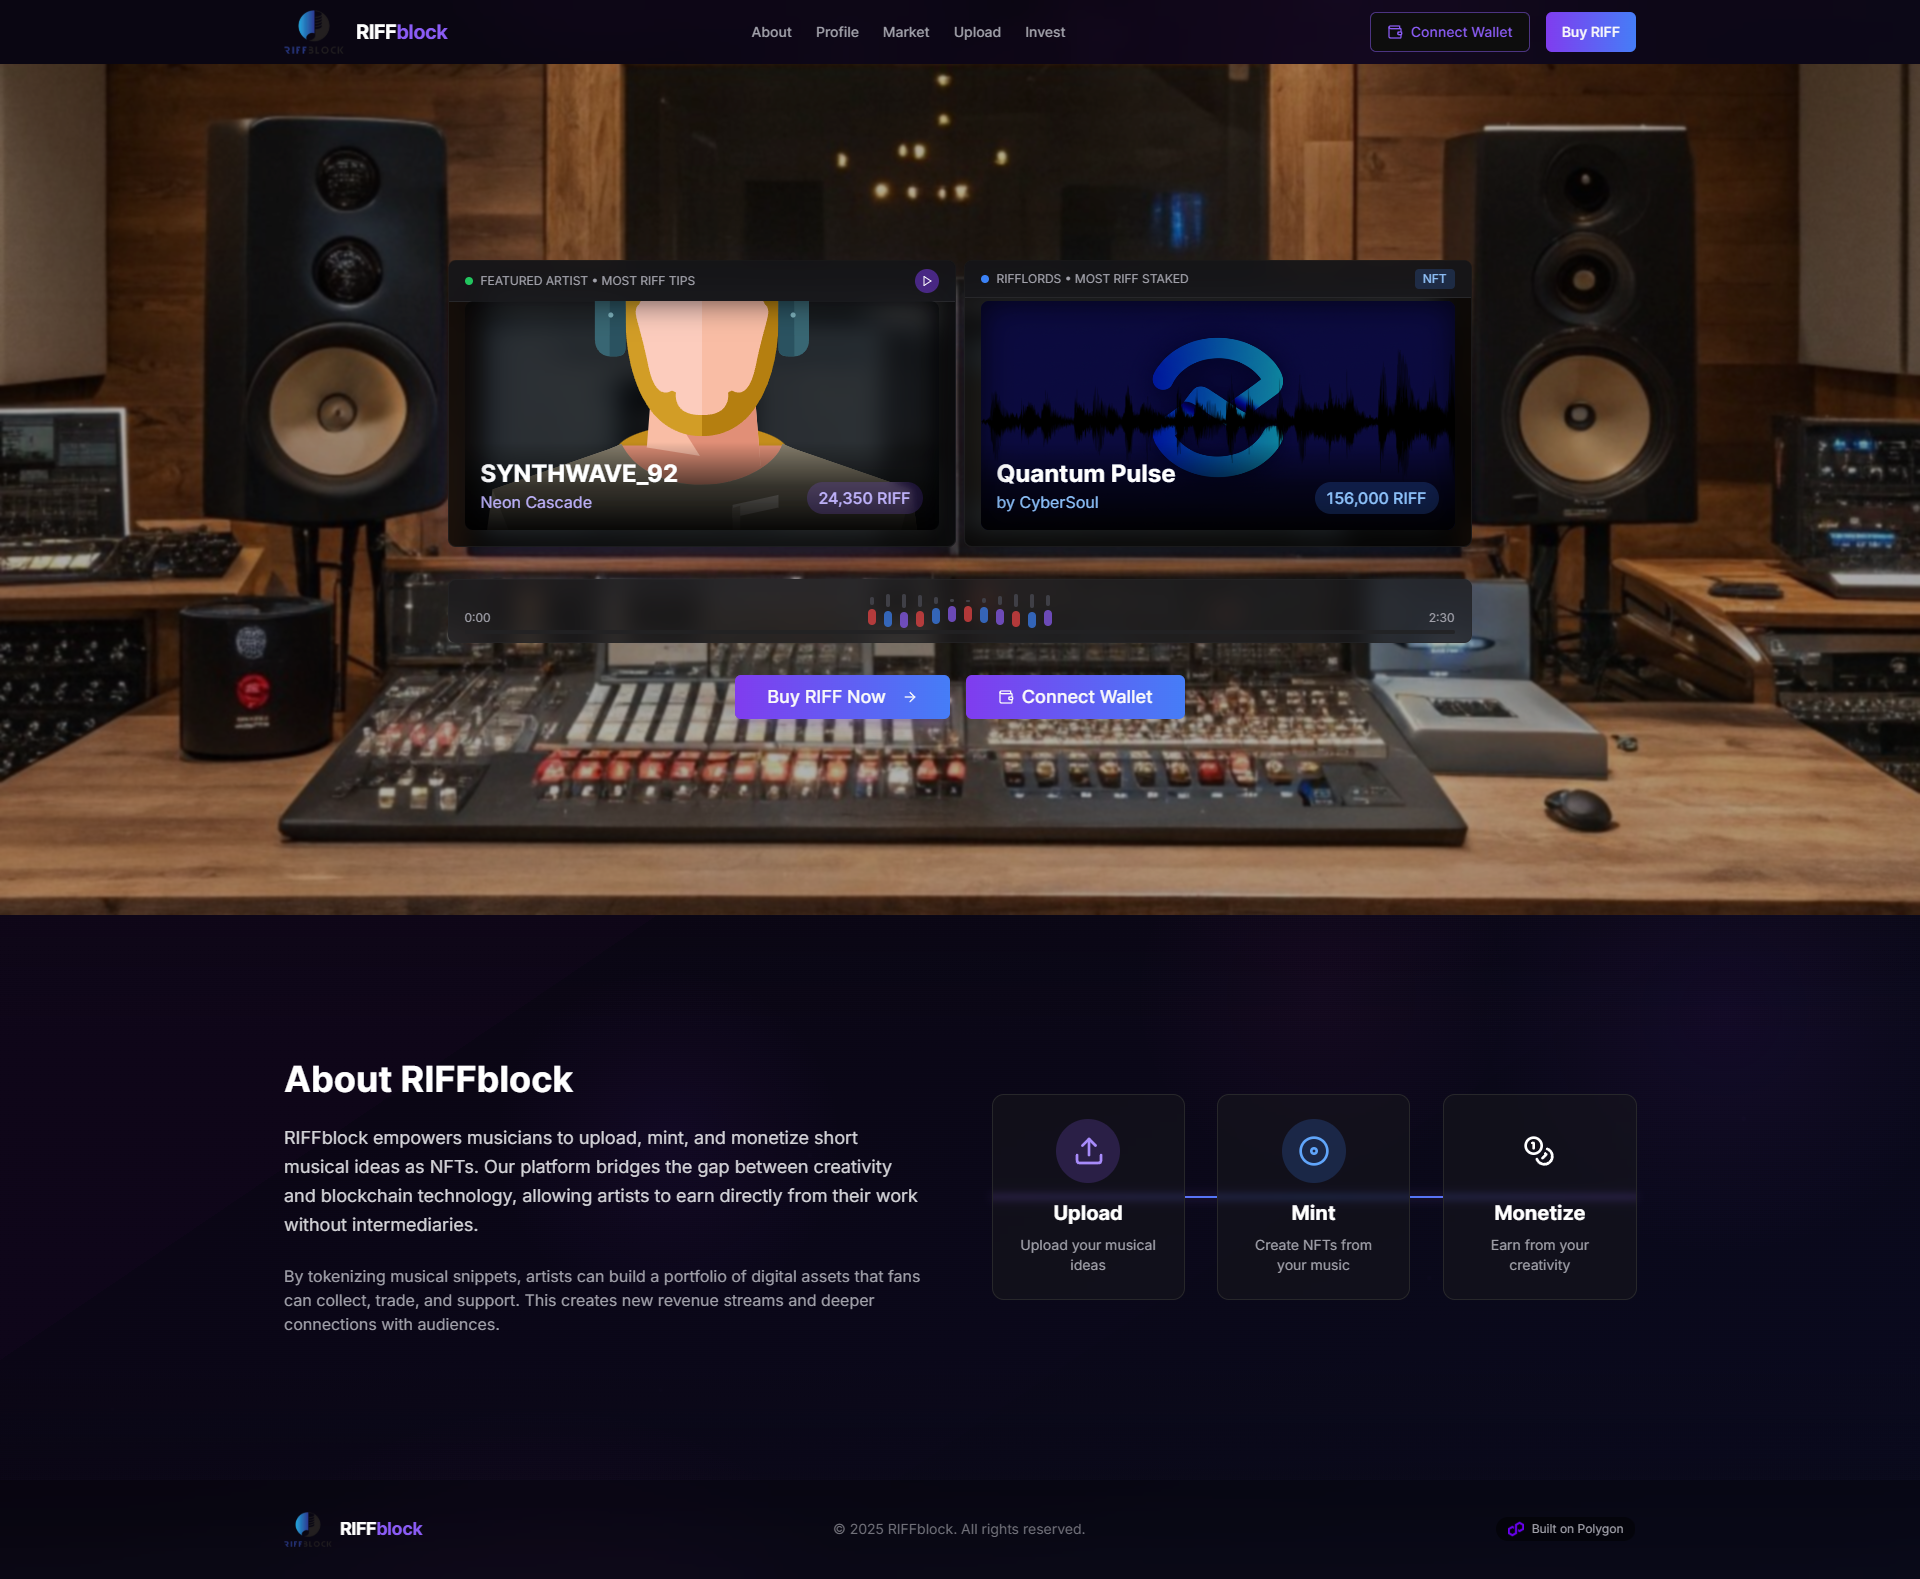 RIFFBLOCK
RIFFblock
About
Profile
Market
Upload
Invest
Connect Wallet
Buy RIFF
FEATURED ARTIST • MOST RIFF TIPS
SYNTHWAVE_92
Neon Cascade
24,350 RIFF
RIFFLORDS • MOST RIFF STAKED
NFT
Quantum Pulse
by CyberSoul
156,000 RIFF
0:00
2:30
Buy RIFF Now
Connect Wallet
About RIFFblock
RIFFblock empowers musicians to upload, mint, and monetize short
musical ideas as NFTs. Our platform bridges the gap between creativity
and blockchain technology, allowing artists to earn directly from their work
without intermediaries.
By tokenizing musical snippets, artists can build a portfolio of digital assets that fans
can collect, trade, and support. This creates new revenue streams and deeper
connections with audiences.
Upload
Upload your musical
ideas
Mint
Create NFTs from
your music
Monetize
Earn from your
creativity
RIFFBLOCK
RIFFblock
© 2025 RIFFblock. All rights reserved.
Built on Polygon